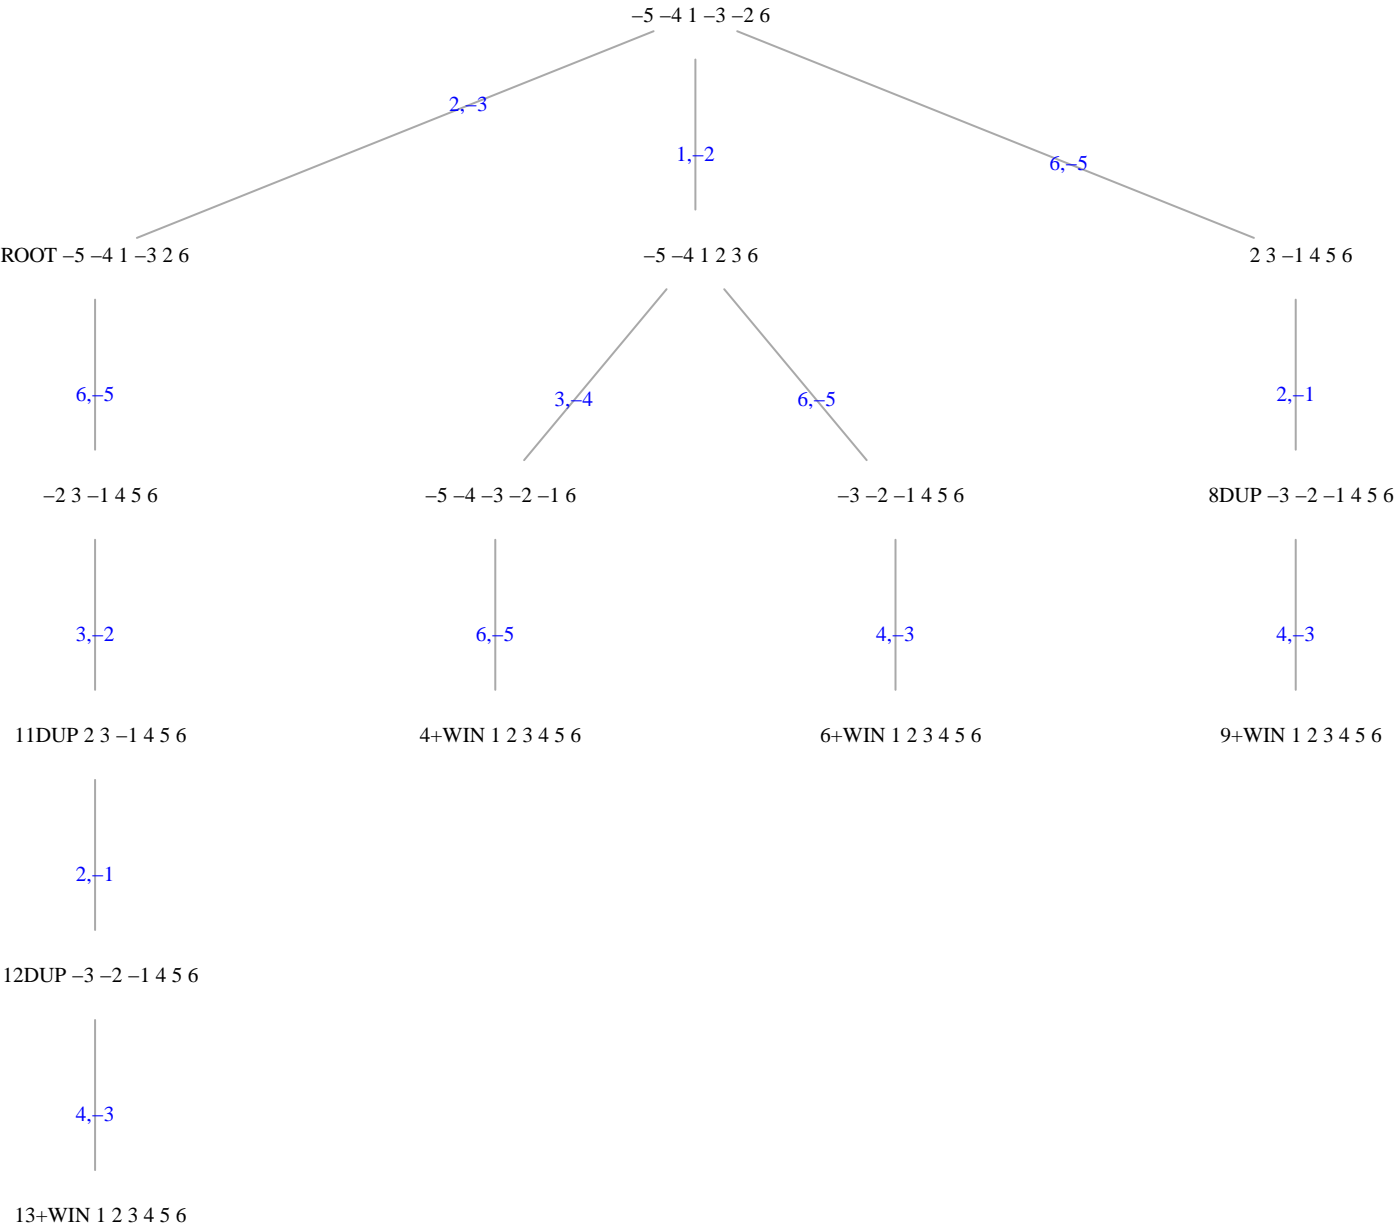 −5 −4 1 −3 −2 6
2,−3
1,−2
6,−5
ROOT −5 −4 1 −3 2 6
−5 −4 1 2 3 6
2 3 −1 4 5 6
6,−5
3,−4
6,−5
2,−1
−2 3 −1 4 5 6
−5 −4 −3 −2 −1 6
−3 −2 −1 4 5 6
8DUP −3 −2 −1 4 5 6
3,−2
6,−5
4,−3
4,−3
11DUP 2 3 −1 4 5 6
4+WIN 1 2 3 4 5 6
6+WIN 1 2 3 4 5 6
9+WIN 1 2 3 4 5 6
2,−1
12DUP −3 −2 −1 4 5 6
4,−3
13+WIN 1 2 3 4 5 6